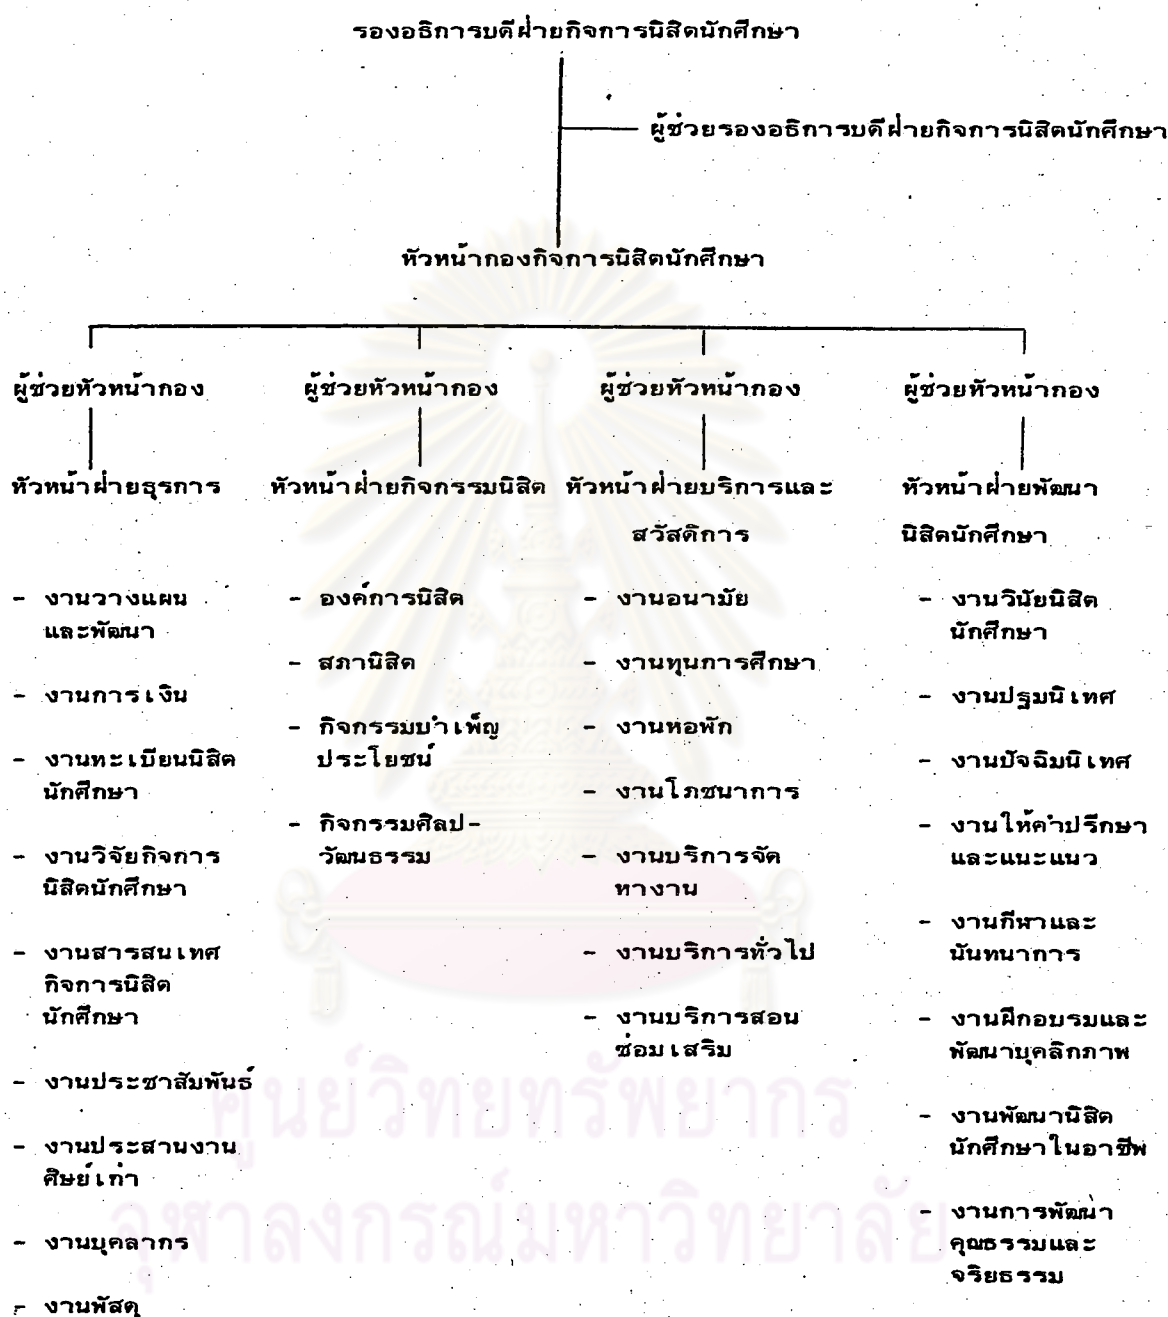 รองอธิการบดีฝ่ายกิจการนิสิตนักศึกษา
ผู้ช่วยรองอธิการบดีฝ่ายกิจการนิสิตนักศึกษา
หัวหน้ากองกิจการนิสิตนักศึกษา
ผู้ช่วยหัวหน้ากอง
หัวหน้าฝ่ายธุรการ
- งานวางแผน
และพัฒนา
- งานการเงิน
- งานทะเบียนนิสิต
นักศึกษา
- งานวิจัยกิจการ
นิสิตนักศึกษา
- งานสารสนเทศ
กิจการนิสิต
นักศึกษา
- งานประชาสัมพันธ์
- งานประสานงาน
ศิษย์เก่า
- งานบุคลากร
- งานพัสดุ
ผู้ช่วยหัวหน้ากอง
หัวหน้าฝ่ายกิจกรรมนิสิต
- องค์การนิสิต
- สภานิสิต
- กิจกรรมบำเพ็ญ
ประโยชน์
- กิจกรรมศิลป-
วัฒนธรรม
ผู้ช่วยหัวหน้ากอง
หัวหน้าฝ่ายบริการและ
สวัสดิการ
- งานอนามัย
- งานทุนการศึกษา
- งานหอพัก
- งานโภชนาการ
- งานบริการจัด
หางาน
- งานบริการทั่วไป
- งานบริการสอน
ซ่อมเสริม
ผู้ช่วยหัวหน้ากอง
หัวหน้าฝ่ายพัฒนา
นิสิตนักศึกษา
- งานวินัยนิสิต
นักศึกษา
- งานปฐมนิเทศ
- งานปัจฉิมนิเทศ
- งานให้คำปรึกษา
และแนะแนว
- งานกีฬาและ
นันทนาการ
- งานฝึกอบรมและ
พัฒนาบุคลิกภาพ
- งานพัฒนานิสิต
นักศึกษาในอาชีพ
- งานการพัฒนา
คุณธรรมและ
จริยธรรม
ศูนย์วิทยทรัพยากร
จุฬาลงกรณ์มหาวิทยาลัย